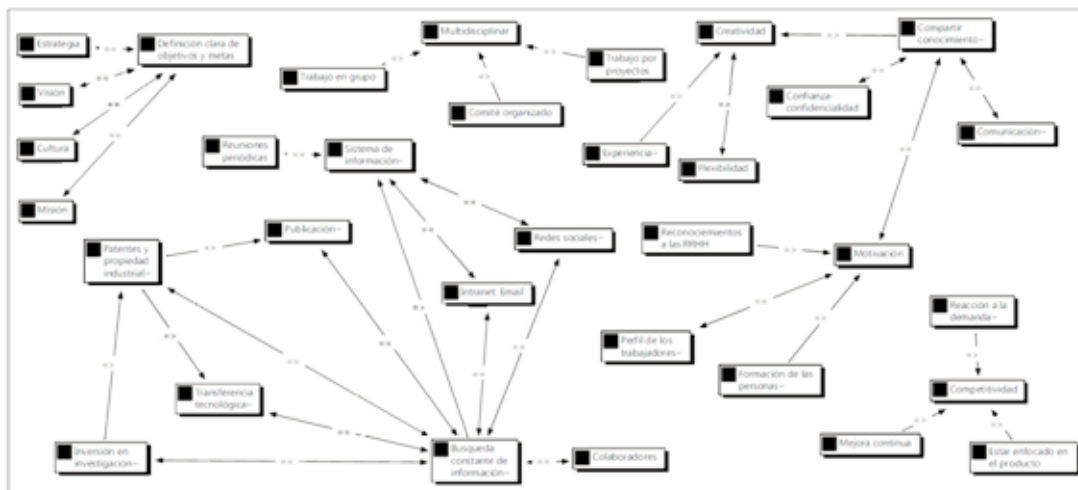 Estrategia
Definición clara de
objetivos y metas
Visión
Cultura
Misión
Multidisciplinar
Trabajo en grupo
Trabajo por
proyectos
Comité organizado
Creatividad
Comparte
conocimiento~
Confianza-
confidencialidad
Comunicación~
Experiencia~
Flexibilidad
Reuniones
periódicas
Sistema de
información~
Publicación~
Redes sociales~
Patentes y
propiedad
industrial~
Intranet. Email
Reconociemientos
a las RRHH
Motivación
Perfil de los
trabajadores~
Formación de las
personas~
Reacción a la
demanda~
Competitividad
Mejora continua
Estar enfocado en
el producto
Transferencia
tecnológica~
Inversión en
investigación~
Busqueda
constante de
información~
Colaboradores